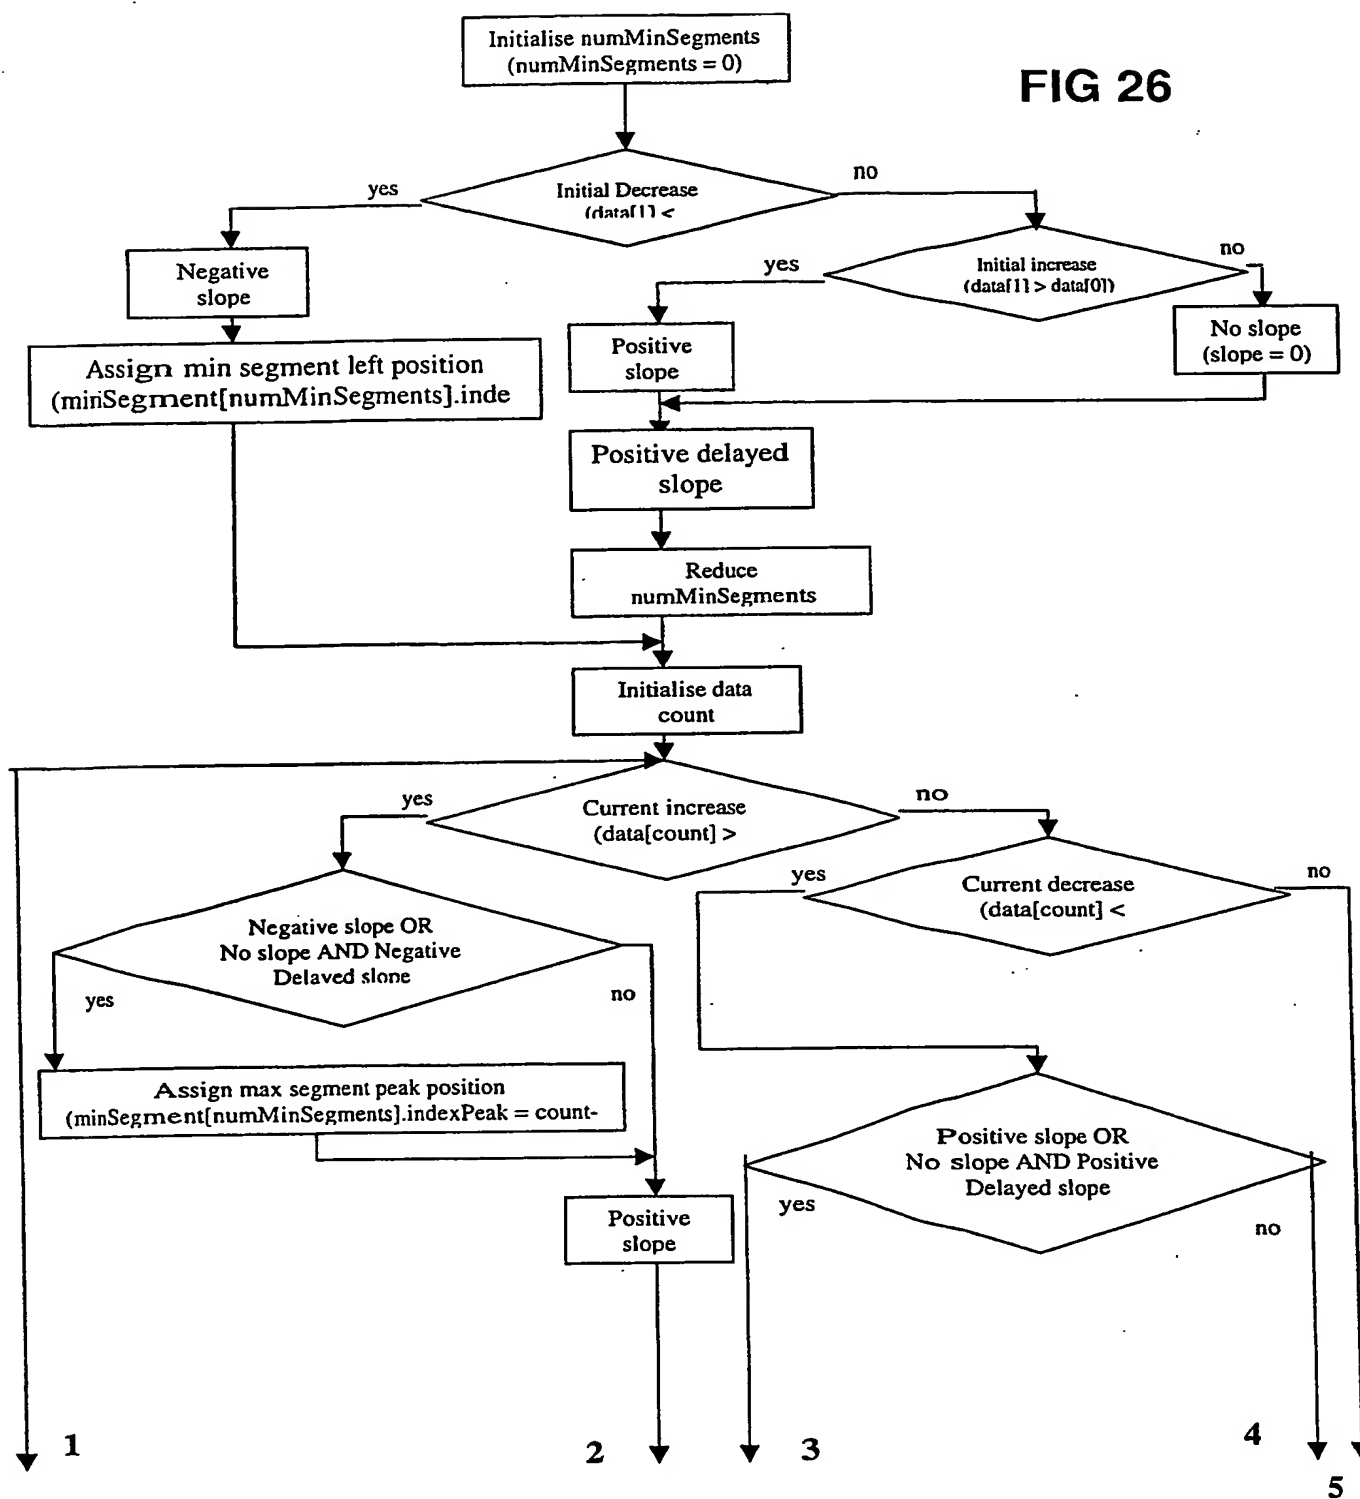 Initialise numMinSegments
(numMinSegments = 0)
FIG 26
yes
Initial Decrease
(data[1] <
no
Negative
slope
yes
Initial increase
(data[1] > data[0])
no
Assign min segment left position
(minSegment[numMinSegments].inde
Positive
slope
No slope
(slope = 0)
Positive delayed
slope
Reduce
numMinSegments
Initialise data
count
yes
Current increase
(data[count] >
no
yes
Current decrease
(data[count] <
no
Negative slope OR
No slope AND Negative
Delayed slope
yes
no
Assign max segment peak position
(minSegment[numMinSegments].indexPeak = count-
Positive slope OR
No slope AND Positive
Delayed slope
yes
no
Positive
slope
1
2
3
4
5